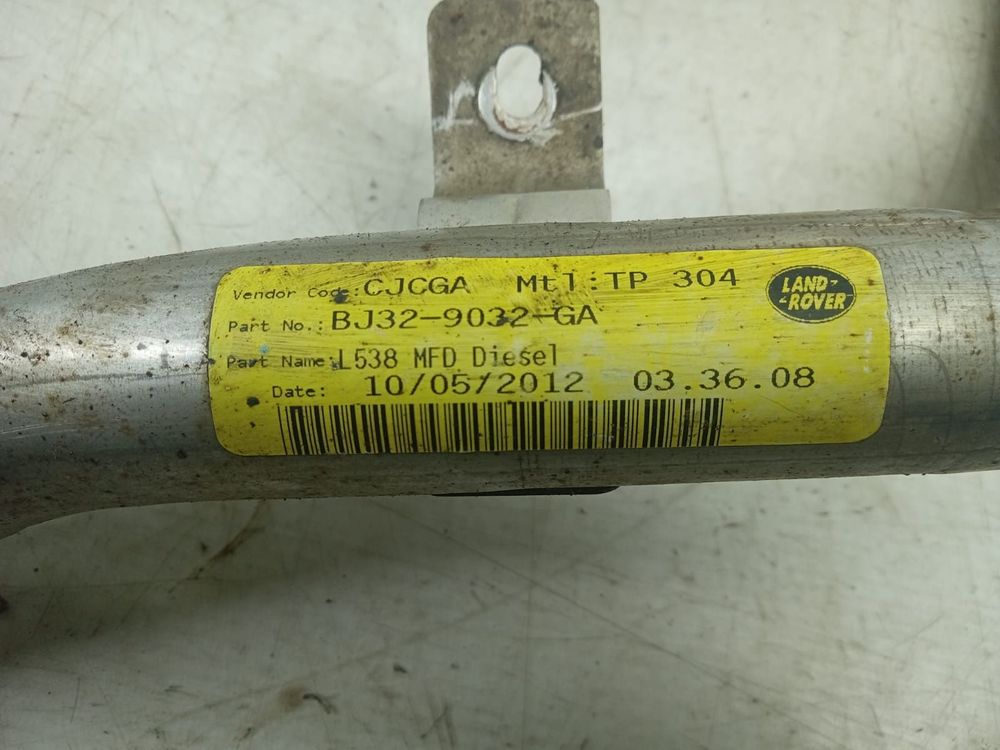 Vendor Code: CJCGA Mtl:TP 304
LAND-
-ROVER
Part No.: BJ32-9032-GA
Part Name: L538 MFD Diesel
Date: 10/05/2012 03.36.08